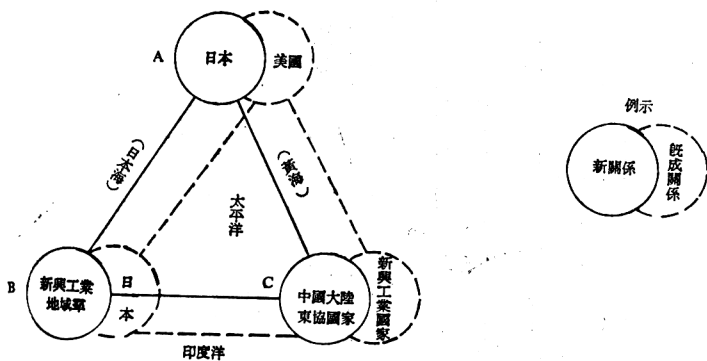 A
日本
美國
例示
新關係
旣成關係
(日本海)
(黃海)
太平洋
B
新興工業
地域羣
日本
C
中國大陸
東協國家
新興工業國家
印度洋